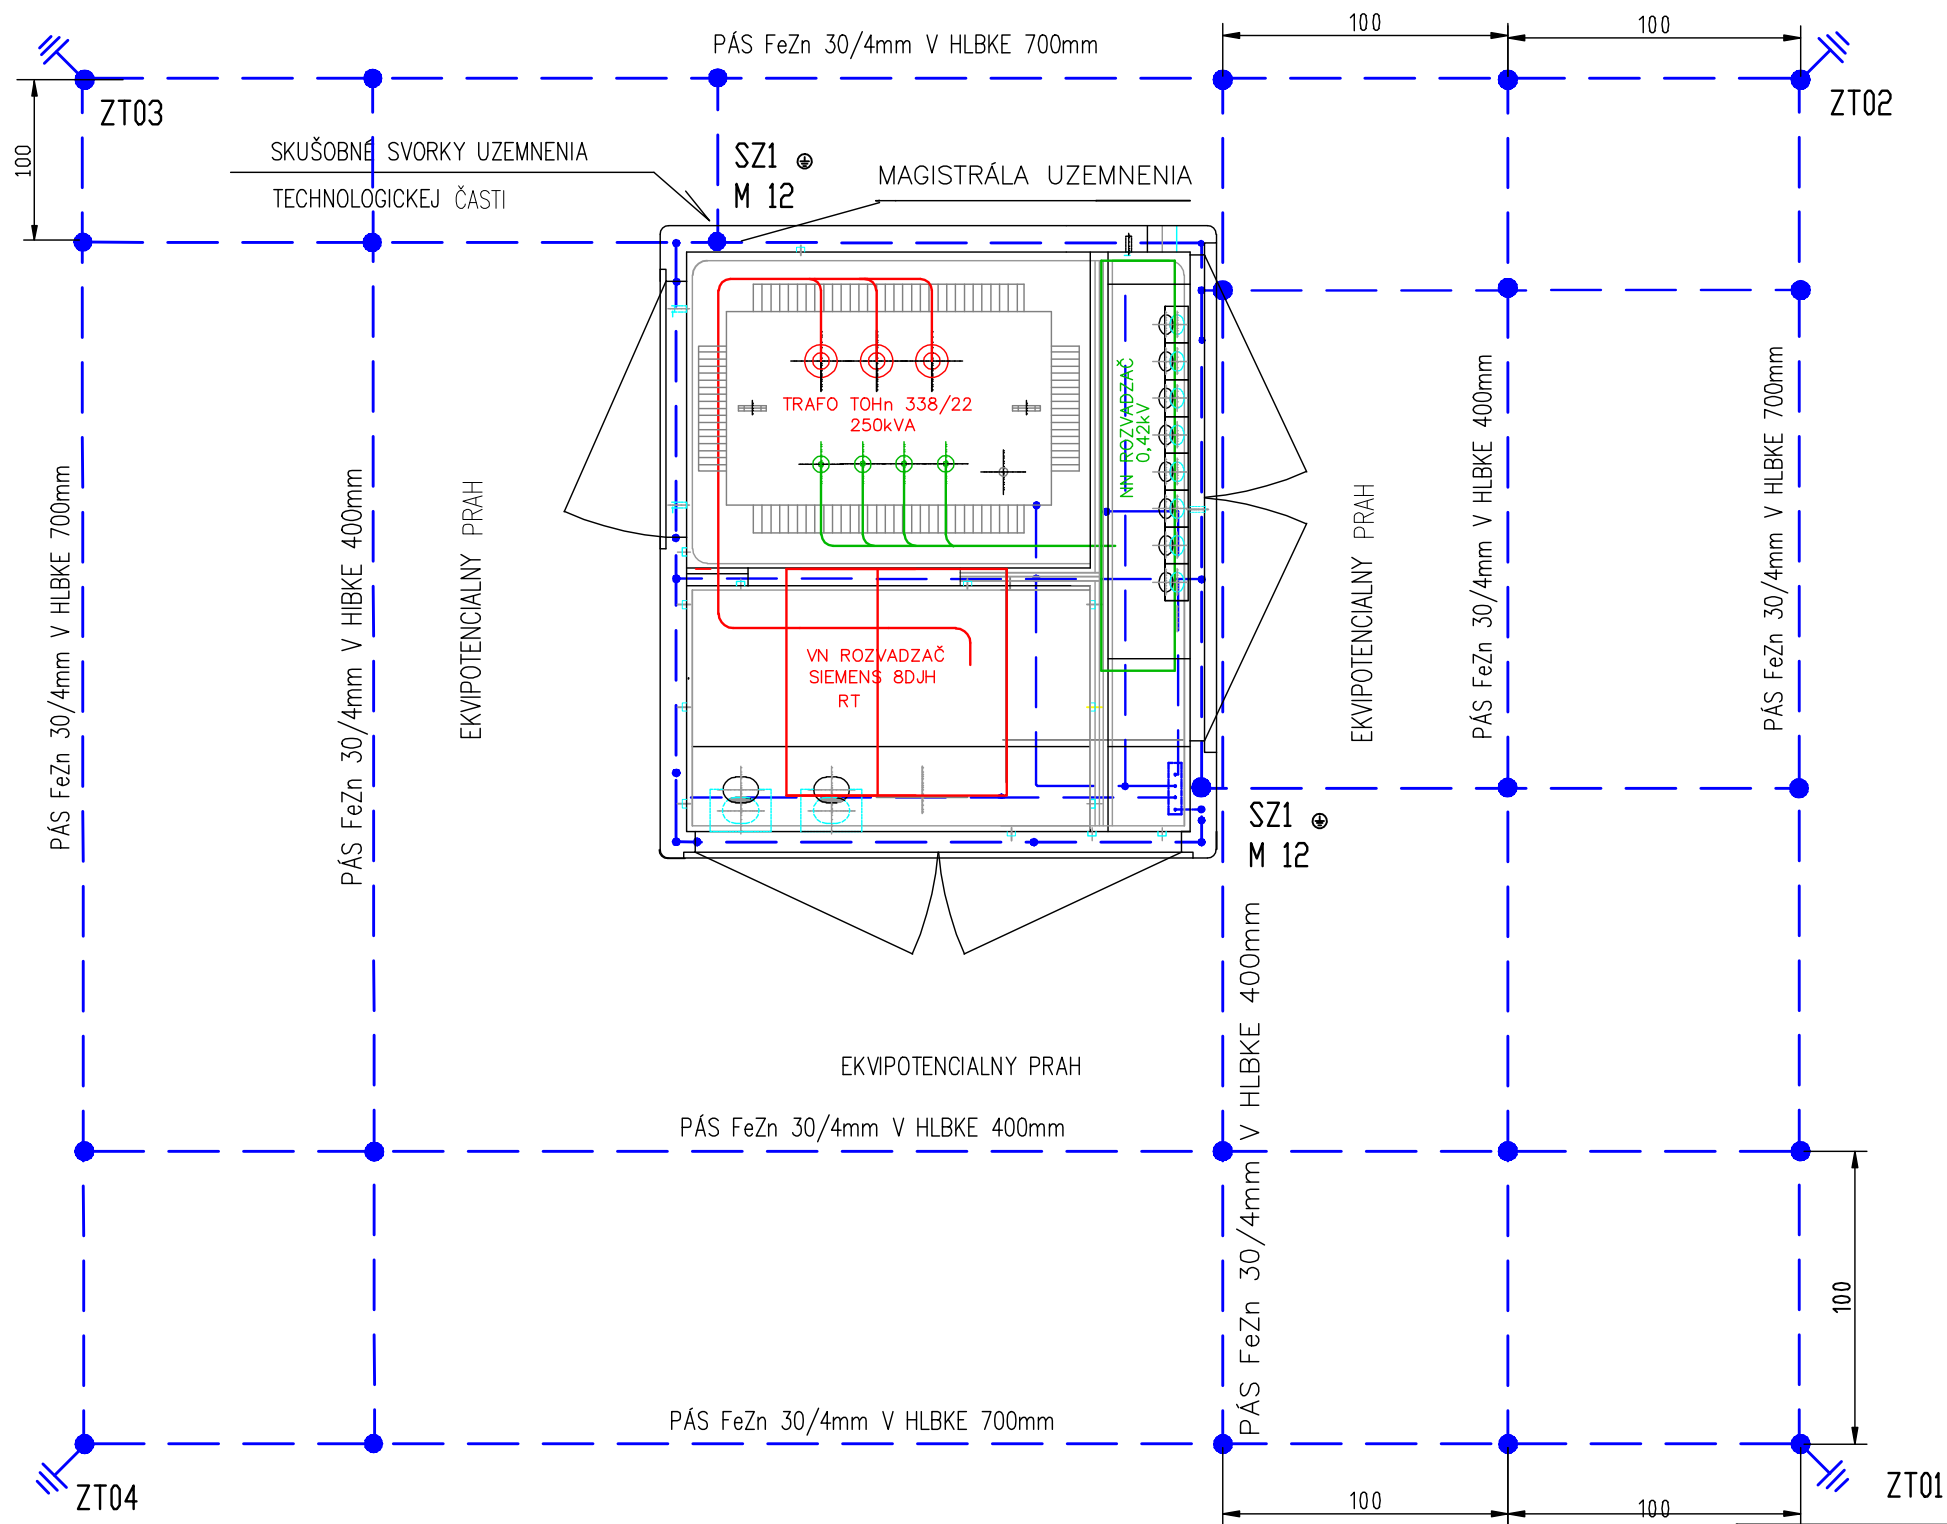 100
100
PÁS FeZn 30/4mm V HLBKE 700mm
ZT03
ZT02
100
SKUŠOBNÉ SVORKY UZEMNENIA
TECHNOLOGICKEJ ČASTI
SZ1
M 12
MAGISTRÁLA UZEMNENIA
TRAFO TOHn 338/22
250kVA
NN ROZVADZAČ
0,42kV
PÁS FeZn 30/4mm V HLBKE 700mm
PÁS FeZn 30/4mm V HIBKE 400mm
EKVIPOTENCIALNY PRAH
VN ROZVADZAČ
SIEMENS 8DJH
RT
EKVIPOTENCIALNY PRAH
PÁS FeZn 30/4mm V HLBKE 400mm
PÁS FeZn 30/4mm V HLBKE 700mm
SZ1
M 12
PÁS FeZn 30/4mm V HLBKE 400mm
EKVIPOTENCIALNY PRAH
PÁS FeZn 30/4mm V HLBKE 400mm
100
PÁS FeZn 30/4mm V HLBKE 700mm
ZT04
ZT01
100
100